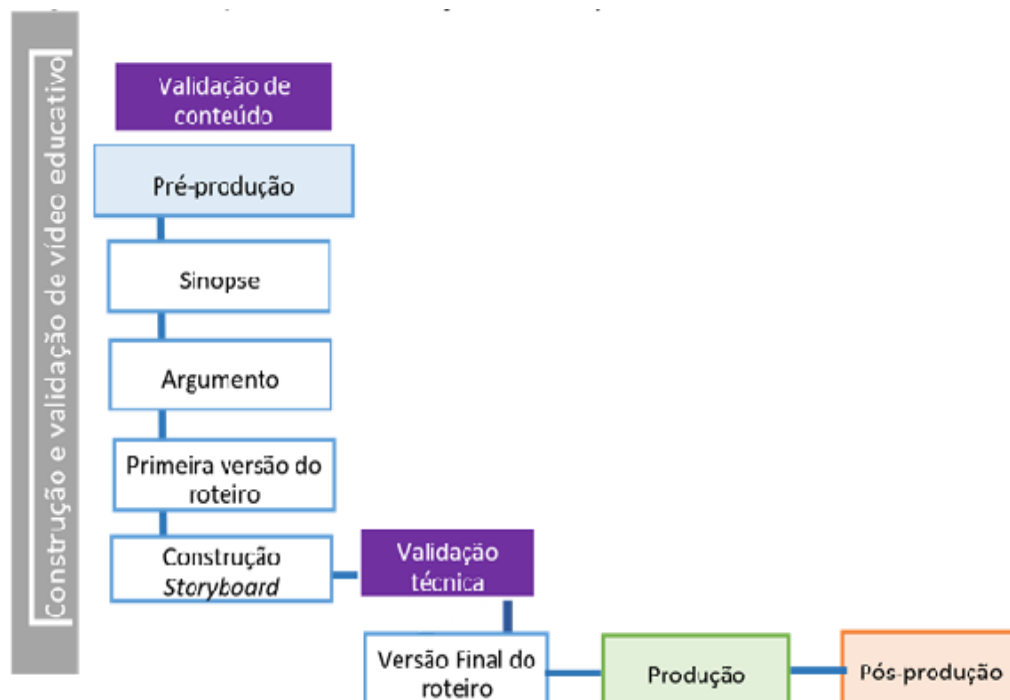 Construção e validação de vídeo educativo
Validação de
conteúdo
Pré-produção
Sinopse
Argumento
Primeira versão do
roteiro
Construção
Storyboard
Validação
técnica
Versão Final do
roteiro
Produção
Pós-produção